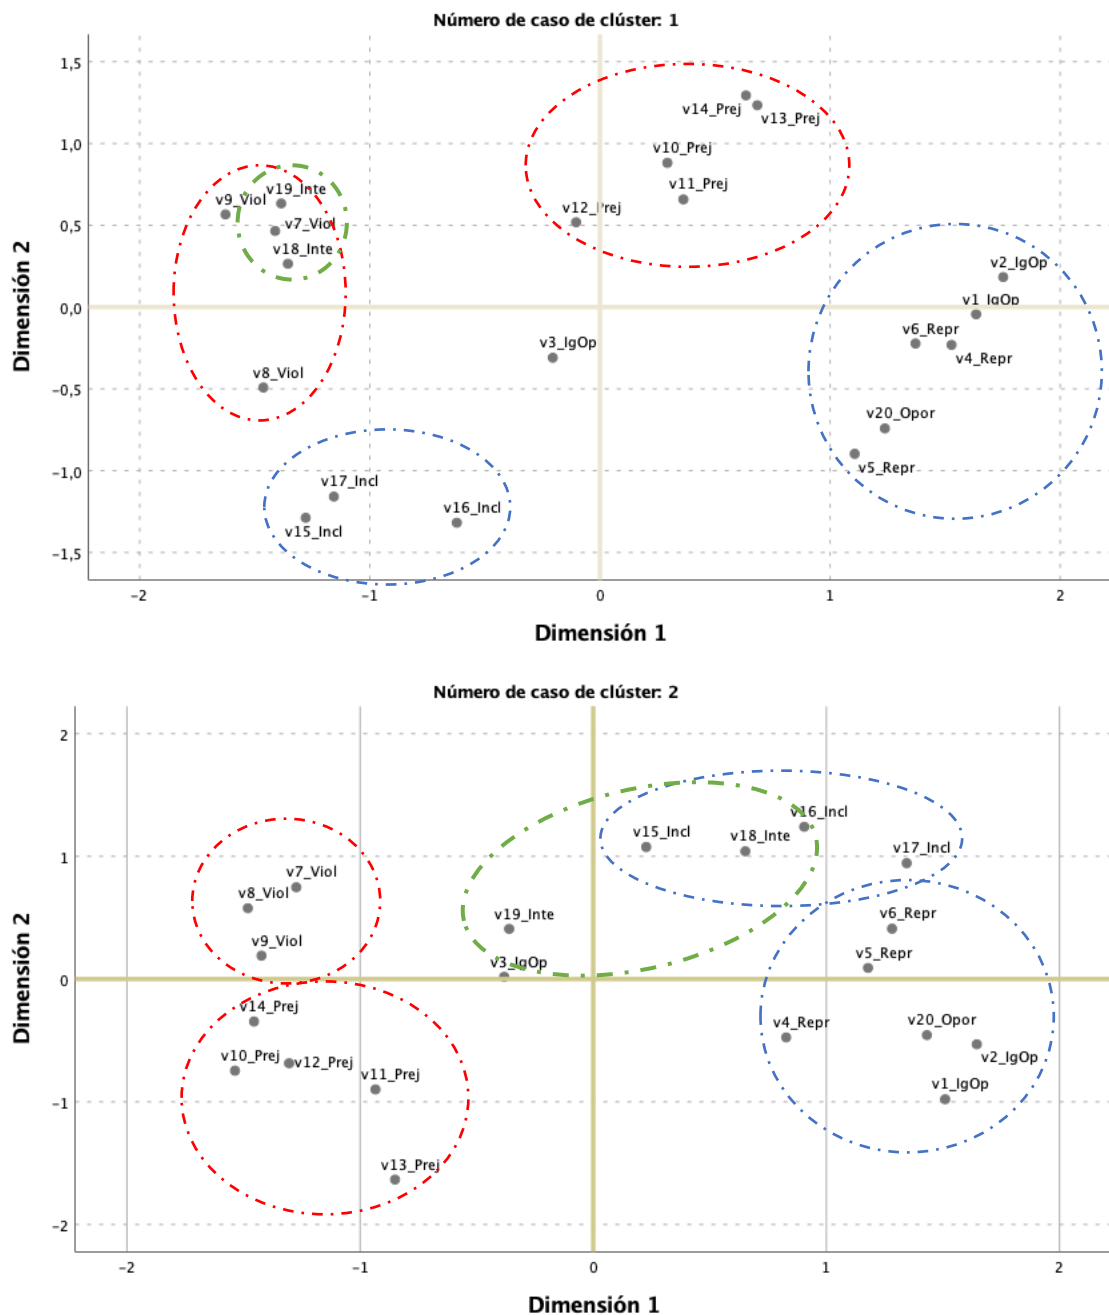 Número de caso de clúster: 1
1,5
1,0
0,5
0,0
-0,5
-1,0
-1,5
Dimensión 2
v14_Prej
v13_Prej
v10_Prej
v11_Prej
v12_Prej
v19_Inte
v9_Viol
v7_Viol
v18_Inte
v2_IgOp
v1_IgOp
v6_Repr
v4_Repr
v3_IgOp
v8_Viol
v20_Opor
v5_Repr
v17_Incl
v16_Incl
v15_Incl
-2
-1
0
1
2
Dimensión 1
Número de caso de clúster: 2
2
1
0
-1
-2
Dimensión 2
v16_Incl
v15_Incl
v18_Inte
v17_Incl
v7_Viol
v8_Viol
v9_Viol
v19_Inte
v3_IgOp
v6_Repr
v5_Repr
v14_Prej
v4_Repr
v20_Opor
v10_Prej
v12_Prej
v2_IgOp
v11_Prej
v1_IgOp
v13_Prej
-2
-1
0
1
2
Dimensión 1